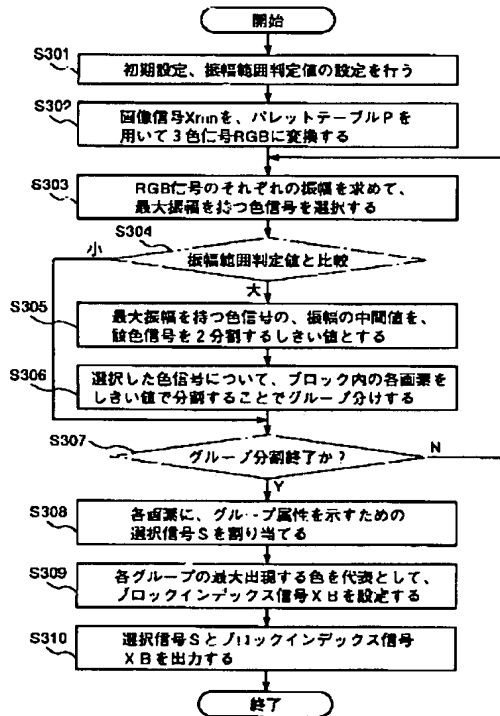 開始
S301
初期設定、振幅範囲判定値の設定を行う
S302
画像信号Xmnを、パレットテーブルPを
用いて3色信号RGBに変換する
S303
RGB信号のそれぞれの振幅を求めて、
最大振幅を持つ色信号を選択する
S304
小
振幅範囲判定値と比較
大
S305
最大振幅を持つ色信号の、振幅の中間値を、
該色信号を2分割するしきい値とする
S306
選択した色信号について、ブロック内の各画素を
しきい値で分割することでグループ分けする
S307
グループ分割終了か?
N
Y
S308
各画素に、グループ属性を示すための
選択信号Sを割り当てる
S309
各グループの最大出現する色を代表として、
ブロックインデックス信号XBを設定する
S310
選択信号Sとブロックインデックス信号
XBを出力する
終了